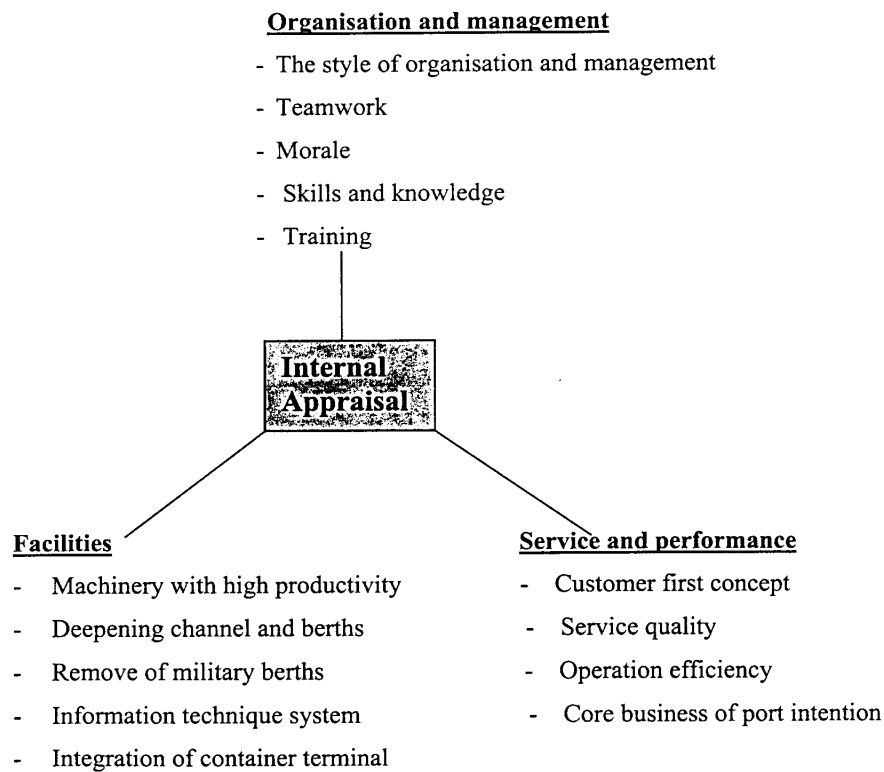 Organisation and management
- The style of organisation and management
- Teamwork
- Morale
- Skills and knowledge
- Training
Internal
Appraisal
Facilities
- Machinery with high productivity
- Deepening channel and berths
- Remove of military berths
- Information technique system
- Integration of container terminal
Service and performance
- Customer first concept
- Service quality
- Operation efficiency
- Core business of port intention